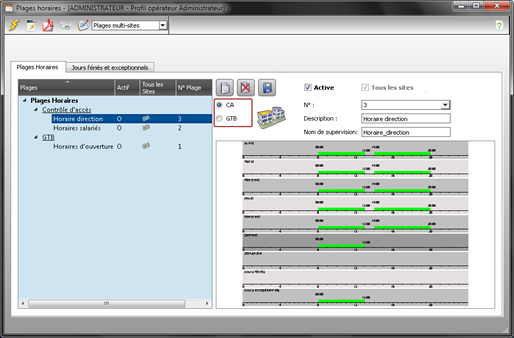 Plages horaires - (ADMINISTRATEUR - Profil opérateur Administrateur
Plages multi-sites
Plages Horaires
Jours fériés et exceptionnels
Plages Actif Tous les Sites N° Plage
Plages Horaires
Contrôle d'accès
Horaire direction O 3
Horaires salariés O 2
GTB
Horaires d'ouverture O 1
CA
GTB
Active
Tous les sites
N° : 3
Description : Horaire direction
Nom de supervision: Horaire_direction
Lundi
Mardi
Mercredi
Jeudi
Vendredi
Samedi
Dimanche
Jours fériés
Jours exceptionnels